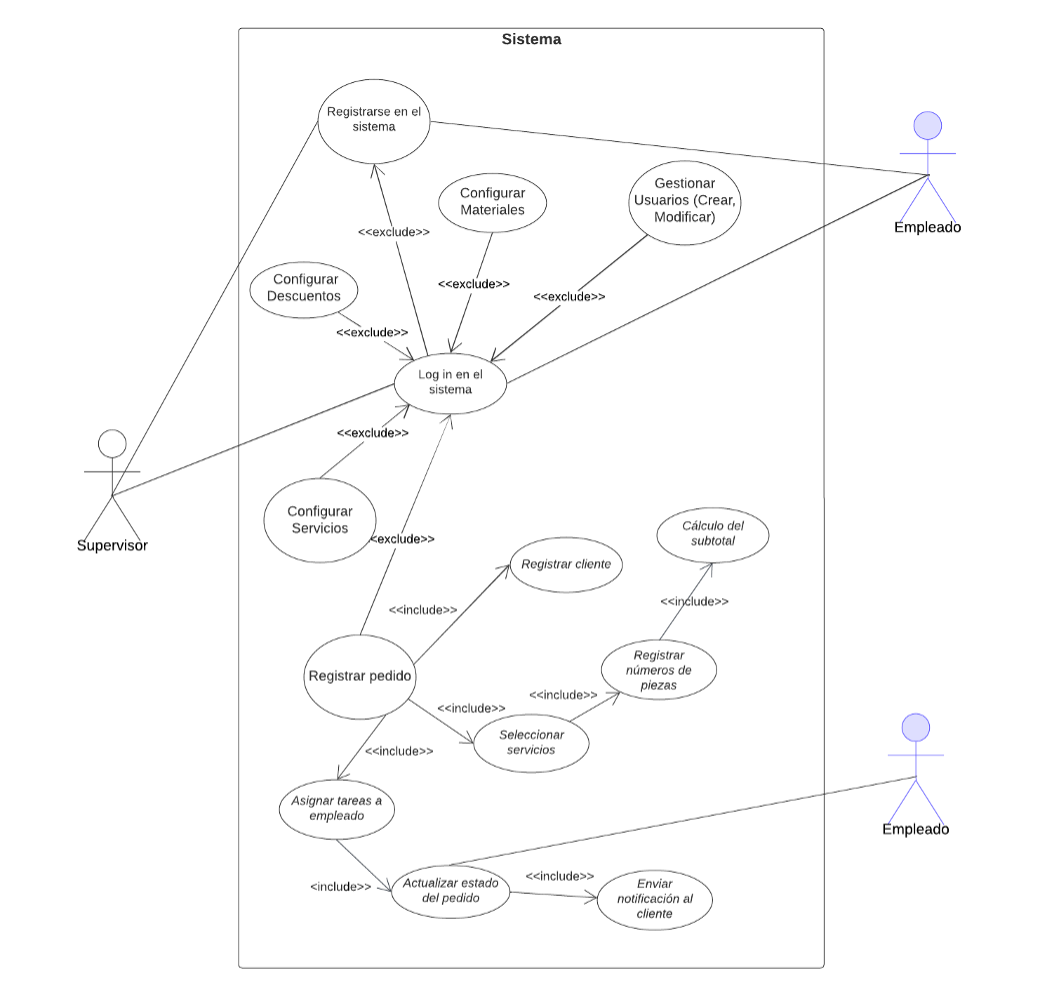 Sistema
Registrarse en el
sistema
Empleado
Configurar
Materiales
Gestionar
Usuarios (Crear,
Modificar)
<<exclude>>
Configurar
Descuentos
<<exclude>>
<<exclude>>
<<exclude>>
Log in en el
sistema
<<exclude>>
Supervisor
Configurar
Servicios
<exclude>>
Cálculo del
subtotal
Registrar cliente
<<include>>
<<include>>
Registrar pedido
Registrar
números de
piezas
<<include>>
<<include>>
Seleccionar
servicios
<<include>>
Asignar tareas a
empleado
Empleado
<include>>
Actualizar estado
del pedido
<<include>>
Enviar
notificación al
cliente
<<exclude>>